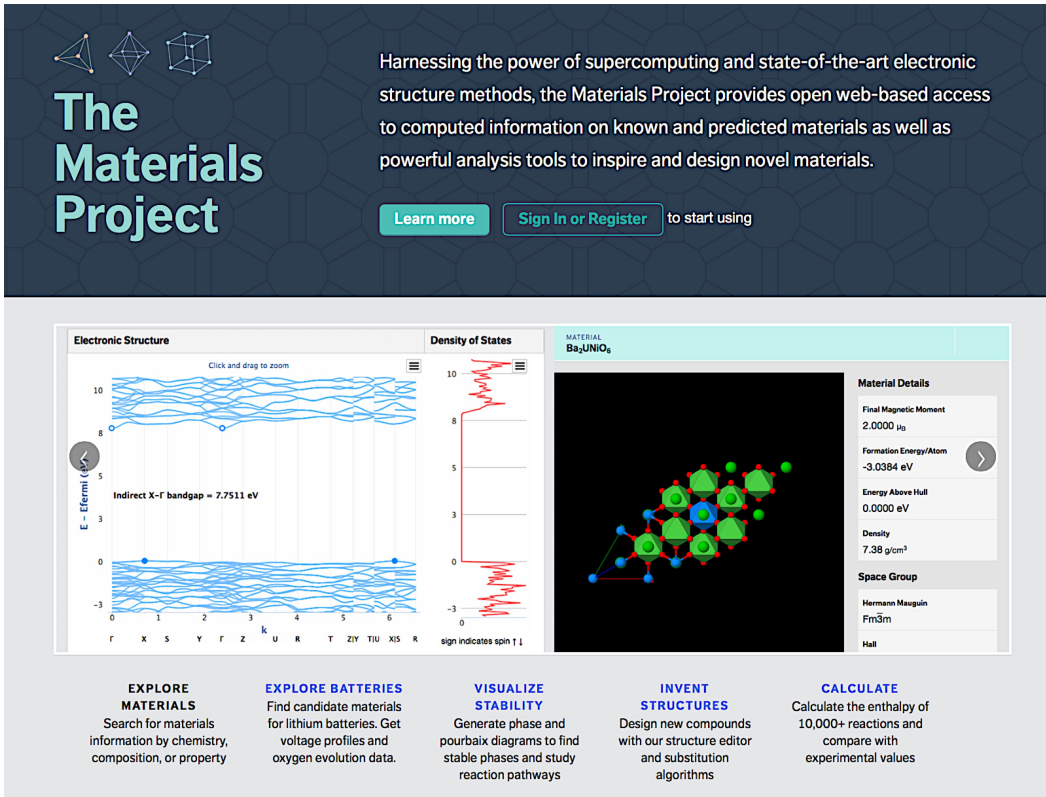 The
Materials
Project
Harnessing the power of supercomputing and state-of-the-art electronic
structure methods, the Materials Project provides open web-based access
to computed information on known and predicted materials as well as
powerful analysis tools to inspire and design novel materials.
Learn more
Sign In or Register to start using
Electronic Structure
Click and drag to zoom
E - Efermi (eV)
10
8
5
3
0
−3
Indirect X-Γ bandgap = 7.7511 eV
0 1 2 3 4 5 6
k
Γ X S Y Γ Z U R T Z|Y T|U X|S R
Density of States
10
8
5
3
0
−3
0
sign indicates spin ↑↓
MATERIAL
Ba₂UNiO₆
Material Details
Final Magnetic Moment
2.0000 μB
Formation Energy/Atom
-3.0384 eV
Energy Above Hull
0.0000 eV
Density
7.38 g/cm³
Space Group
Hermann Mauguin
Fm3̅m
Hall
EXPLORE
MATERIALS
Search for materials
information by chemistry,
composition, or property
EXPLORE BATTERIES
Find candidate materials
for lithium batteries. Get
voltage profiles and
oxygen evolution data.
VISUALIZE
STABILITY
Generate phase and
pourbaix diagrams to find
stable phases and study
reaction pathways
INVENT
STRUCTURES
Design new compounds
with our structure editor
and substitution
algorithms
CALCULATE
Calculate the enthalpy of
10,000+ reactions and
compare with
experimental values